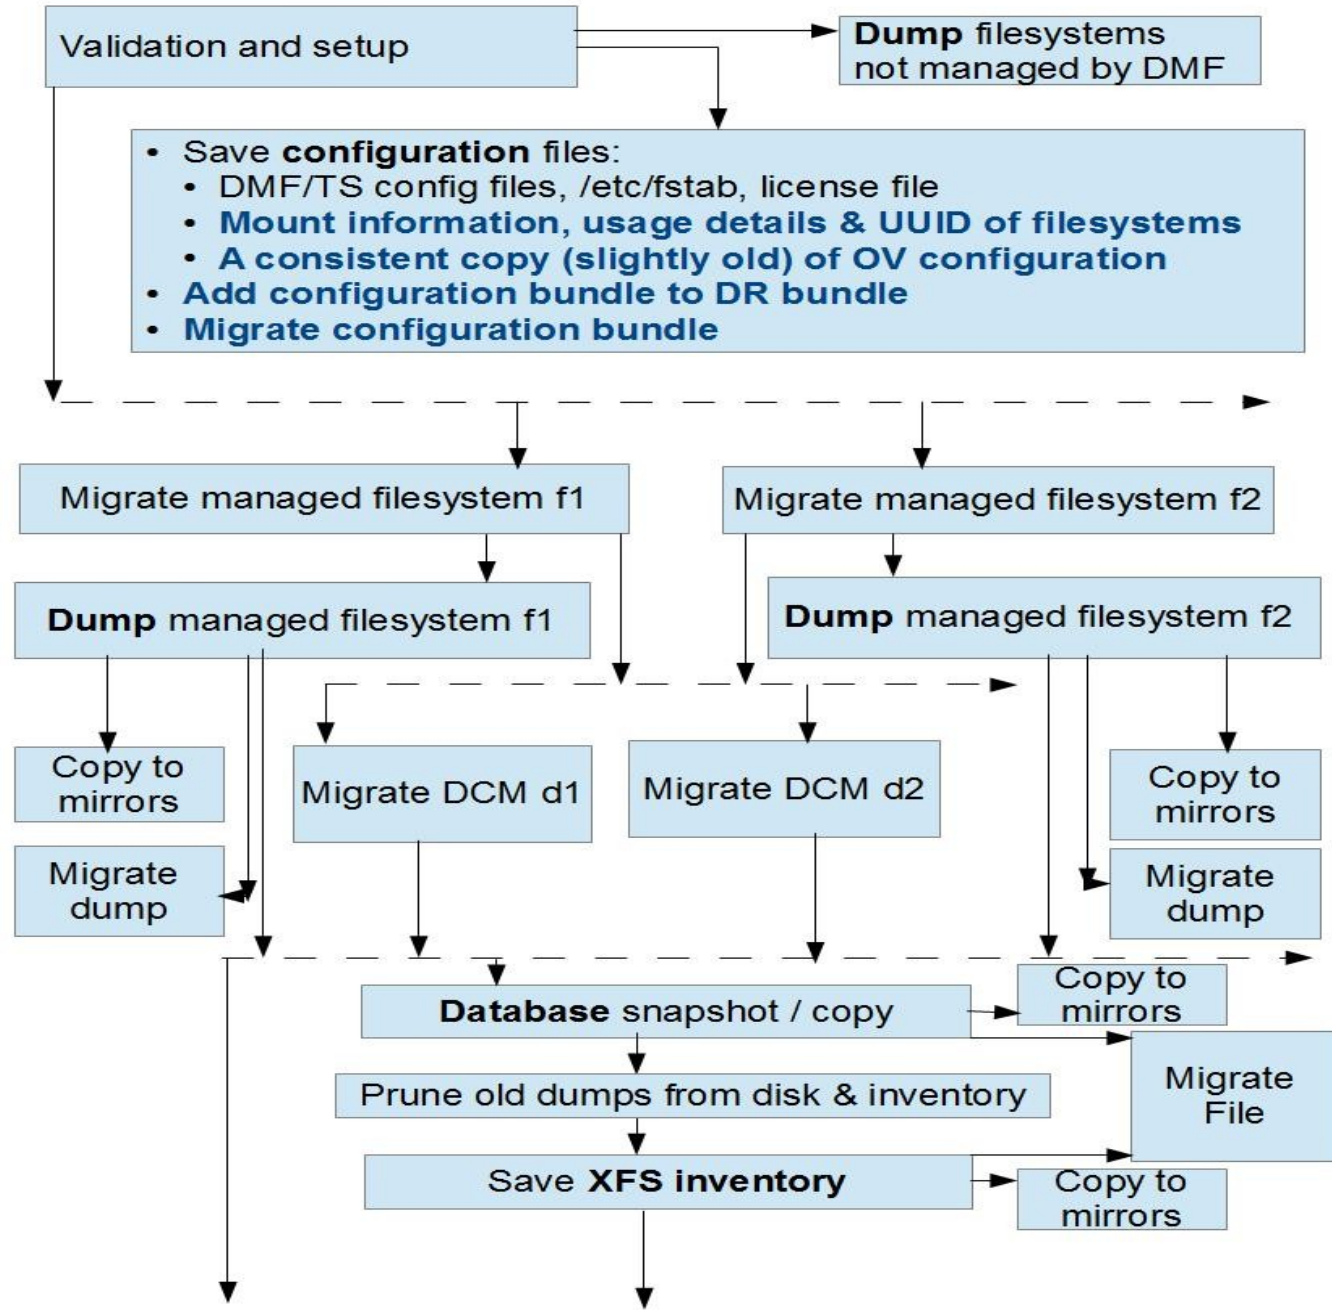 Validation and setup
Dump filesystems
not managed by DMF
• Save configuration files:
• DMF/TS config files, /etc/fstab, license file
• Mount information, usage details & UUID of filesystems
• A consistent copy (slightly old) of OV configuration
• Add configuration bundle to DR bundle
• Migrate configuration bundle
Migrate managed filesystem f1
Migrate managed filesystem f2
Dump managed filesystem f1
Dump managed filesystem f2
Copy to
mirrors
Migrate DCM d1
Migrate DCM d2
Copy to
mirrors
Migrate
dump
Migrate
dump
Database snapshot / copy
Copy to
mirrors
Prune old dumps from disk & inventory
Migrate
File
Save XFS inventory
Copy to
mirrors